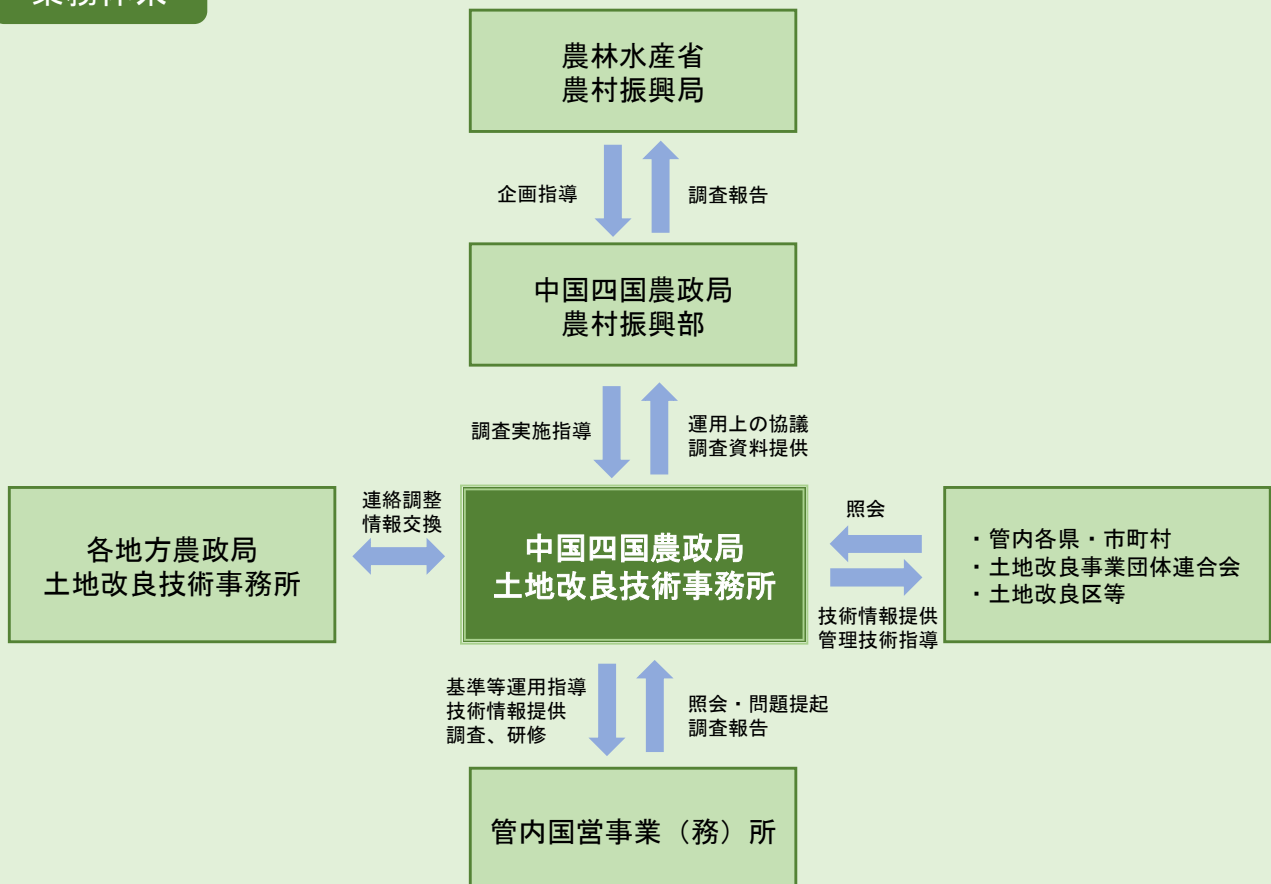 業務体系
農林水産省
農村振興局
企画指導
調査報告
中国四国農政局
農村振興部
調査実施指導
運用上の協議
調査資料提供
各地方農政局
土地改良技術事務所
連絡調整
情報交換
中国四国農政局
土地改良技術事務所
照会
技術情報提供
管理技術指導
・管内各県・市町村
・土地改良事業団体連合会
・土地改良区等
基準等運用指導
技術情報提供
調査、研修
照会・問題提起
調査報告
管内国営事業（務）所